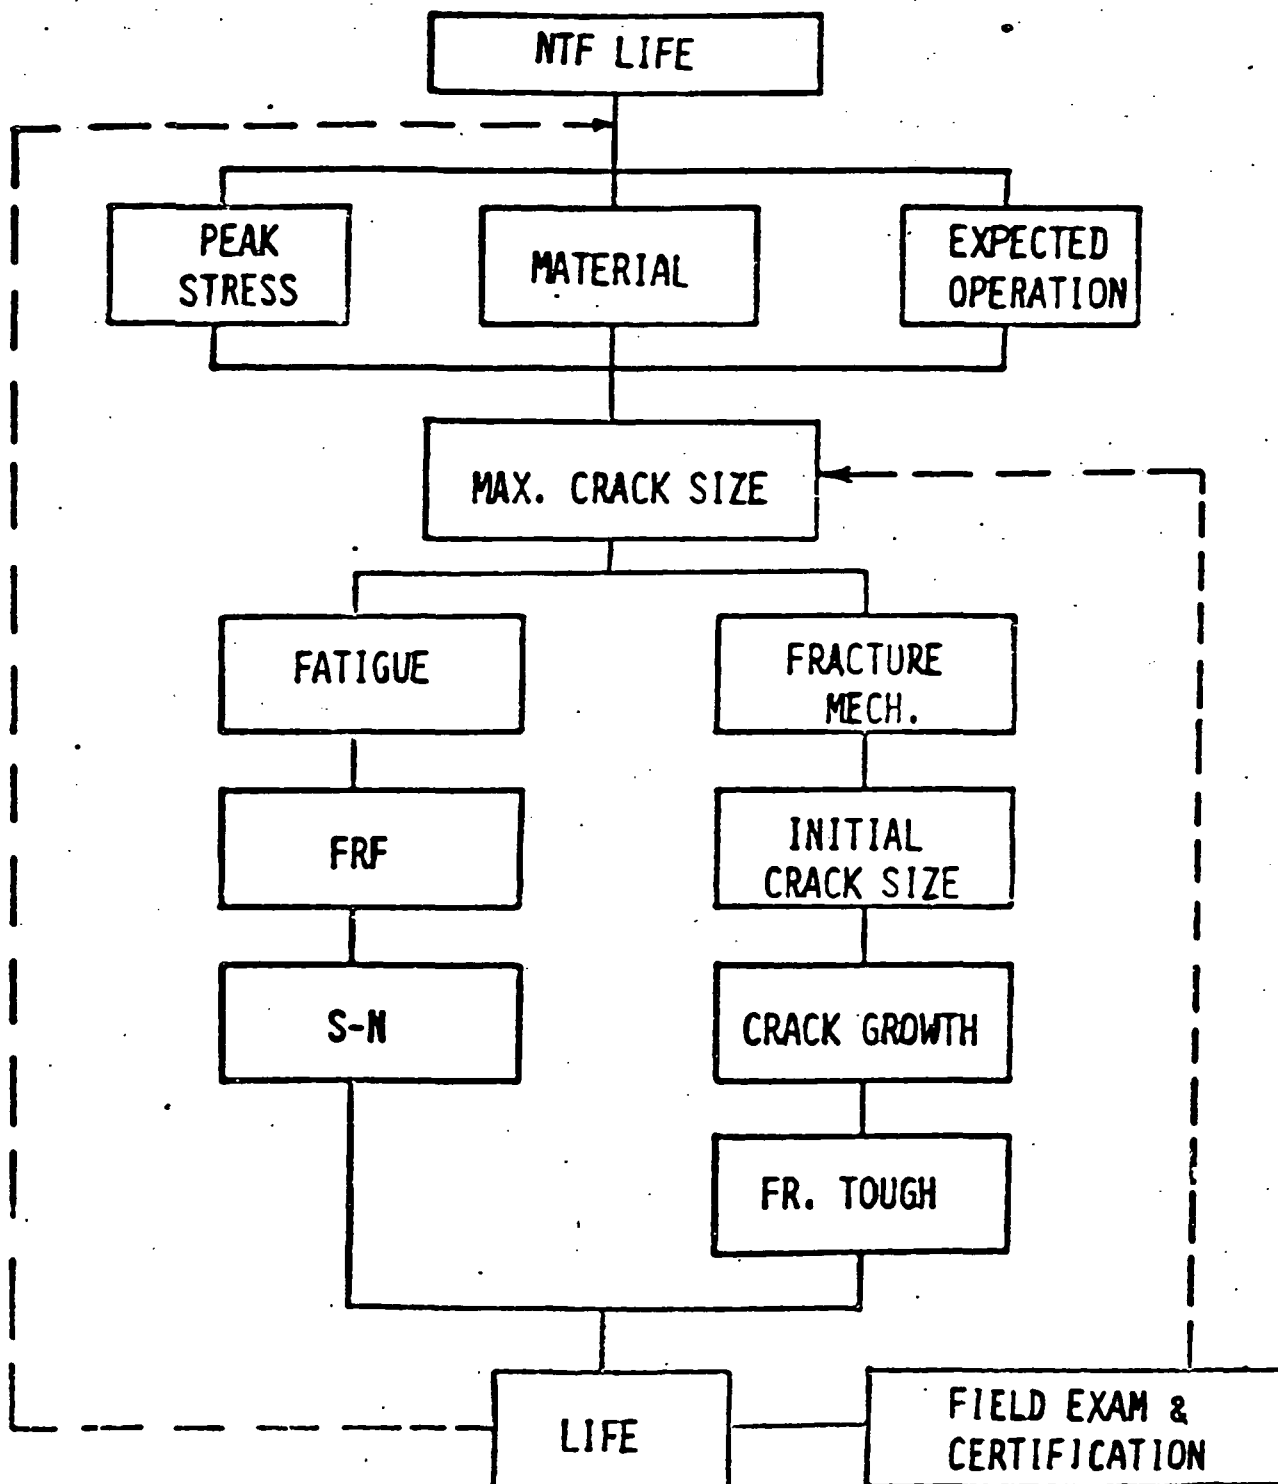 NTF LIFE
PEAK
STRESS
MATERIAL
EXPECTED
OPERATION
MAX. CRACK SIZE
FATIGUE
FRACTURE
MECH.
FRF
INITIAL
CRACK SIZE
S-N
CRACK GROWTH
FR. TOUGH
LIFE
FIELD EXAM &
CERTIFICATION